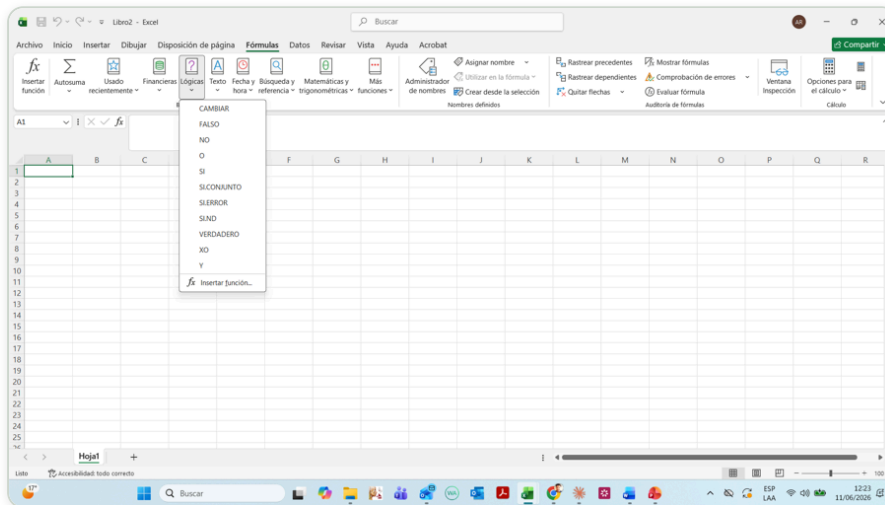 Libro2 - Excel
Buscar
AR
Archivo Inicio Insertar Dibujar Disposición de página Fórmulas Datos Revisar Vista Ayuda Acrobat
Compartir
Insertar función
Autosuma
Usado recientemente
Financieras
Lógicas
Texto
Fecha y hora
Búsqueda y referencia
Matemáticas y trigonométricas
Más funciones
Administrador de nombres
Asignar nombre
Utilizar en la fórmula
Crear desde la selección
Nombres definidos
Rastrear precedentes
Rastrear dependientes
Quitar flechas
Mostrar fórmulas
Comprobación de errores
Evaluar fórmula
Auditoría de fórmulas
Ventana Inspección
Opciones para el cálculo
Cálculo
A1
fx
CAMBIAR
FALSO
NO
O
SI
SI.CONJUNTO
SI.ERROR
SI.ND
VERDADERO
XO
Y
fx Insertar función...
A B C F G H I J K L M N O P Q R
1
2
3
4
5
6
7
8
9
10
11
12
13
14
15
16
17
18
19
20
21
22
23
24
25
26
Hoja1
Listo Accesibilidad: todo correcto
100
17°
Buscar
ESP
LAA
12:23
11/06/2026